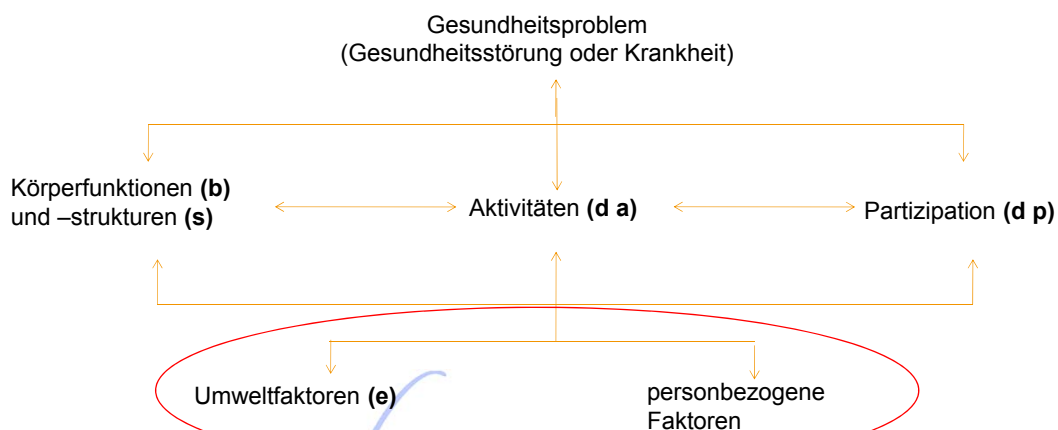 Gesundheitsproblem
(Gesundheitsstörung oder Krankheit)
Körperfunktionen (b)
und –strukturen (s)
Aktivitäten (d a)
Partizipation (d p)
Umweltfaktoren (e)
personbezogene
Faktoren